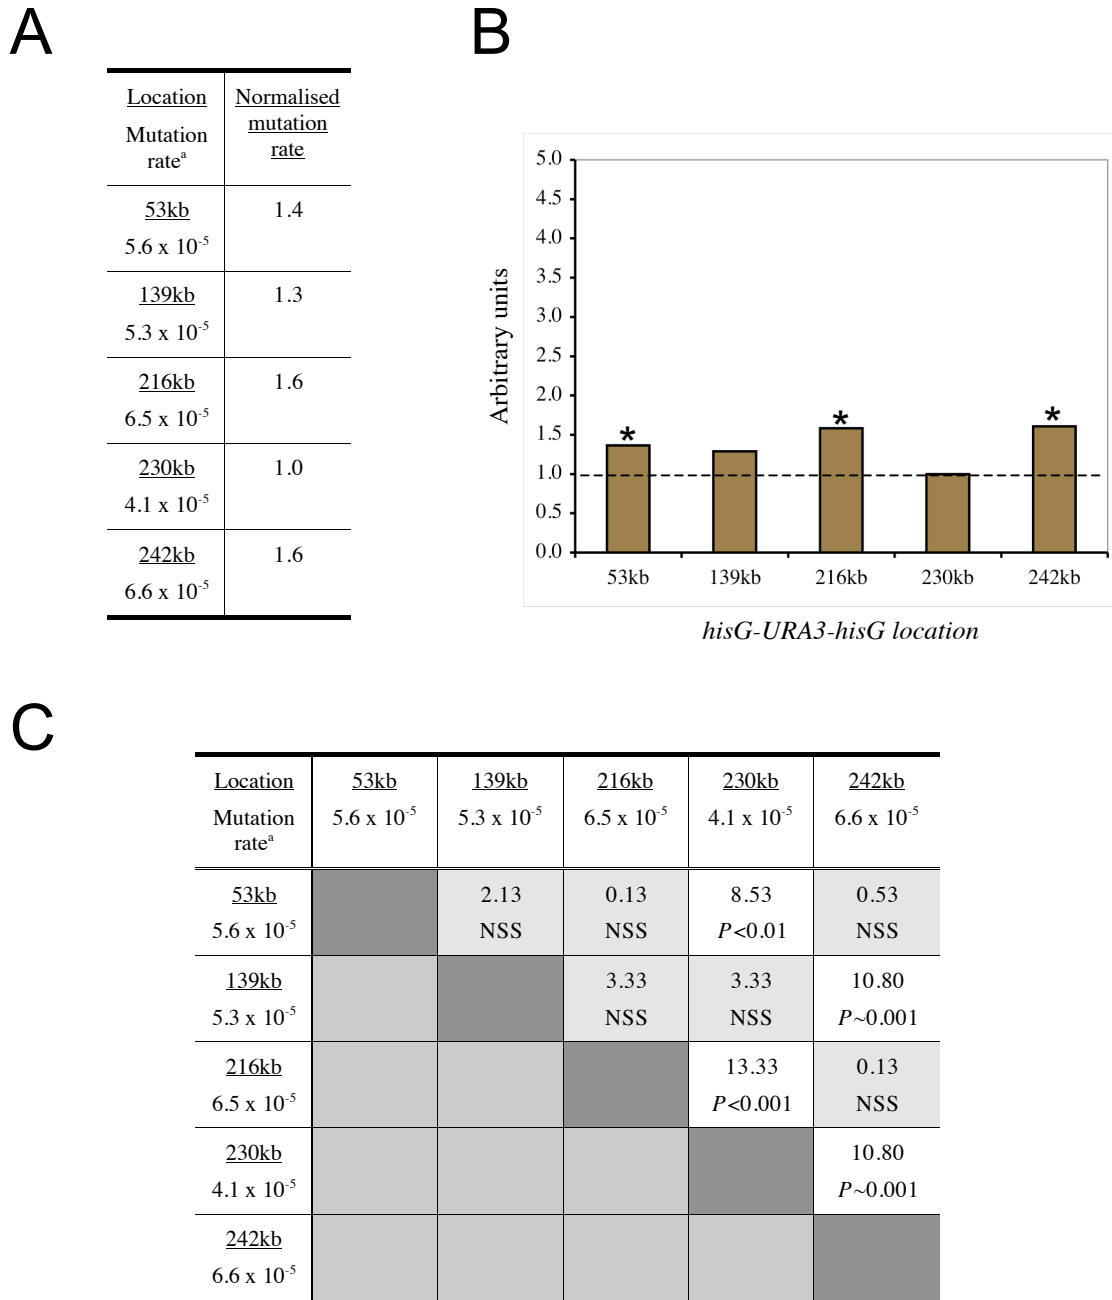 A
Location Normalised
mutation
rate
Mutation
rateᵃ
53kb 1.4
5.6 x 10⁻⁵
139kb 1.3
5.3 x 10⁻⁵
216kb 1.6
6.5 x 10⁻⁵
230kb 1.0
4.1 x 10⁻⁵
242kb 1.6
6.6 x 10⁻⁵
B
Arbitrary units
5.0
4.5
4.0
3.5
3.0
2.5
2.0
1.5
1.0
0.5
0.0
* * *
53kb 139kb 216kb 230kb 242kb
hisG-URA3-hisG location
C
Location 53kb 139kb 216kb 230kb 242kb
Mutation 5.6 x 10⁻⁵ 5.3 x 10⁻⁵ 6.5 x 10⁻⁵ 4.1 x 10⁻⁵ 6.6 x 10⁻⁵
rateᵃ
53kb 2.13 0.13 8.53 0.53
5.6 x 10⁻⁵ NSS NSS P<0.01 NSS
139kb 3.33 3.33 10.80
5.3 x 10⁻⁵ NSS NSS P~0.001
216kb 13.33 0.13
6.5 x 10⁻⁵ P<0.001 NSS
230kb 10.80
4.1 x 10⁻⁵ P~0.001
242kb
6.6 x 10⁻⁵